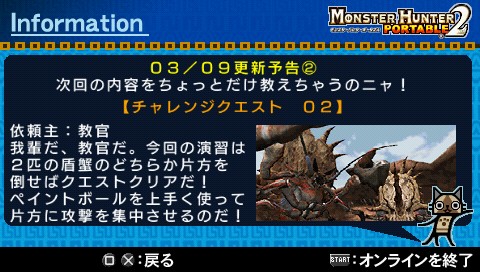 Information
MONSTER HUNTER
PORTABLE 2
03/09更新予告②
次回の内容をちょっとだけ教えちゃうのニャ！
【チャレンジクエスト　02】
依頼主：教官
我輩だ、教官だ。今回の演習は
２匹の盾蟹のどちらか片方を
倒せばクエストクリアだ！
ペイントボールを上手く使って
片方に攻撃を集中させるのだ！
□×:戻る
START:オンラインを終了